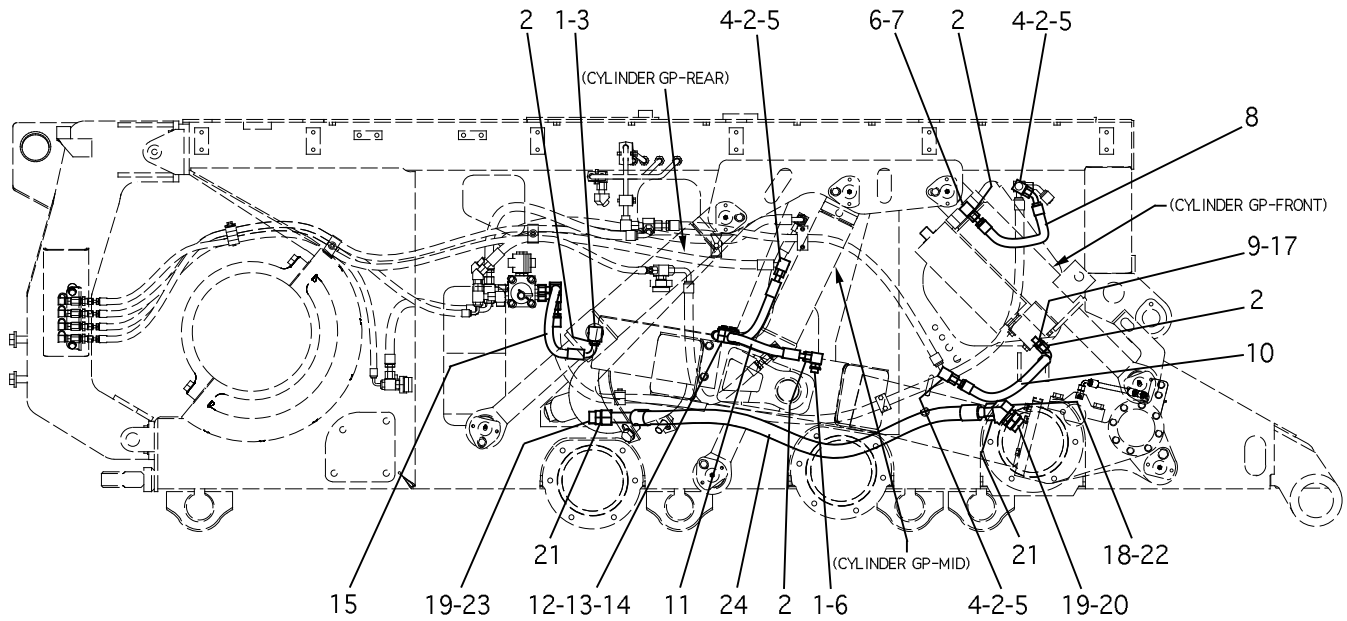 2 1-3 4-2-5 6-7 2 4-2-5
(CYLINDER GP-REAR)
8
(CYLINDER GP-FRONT)
9-17
2
10
(CYLINDER GP-MID)
21 21 18-22
15 19-23 12-13-14 11 24 2 1-6 4-2-5 19-20